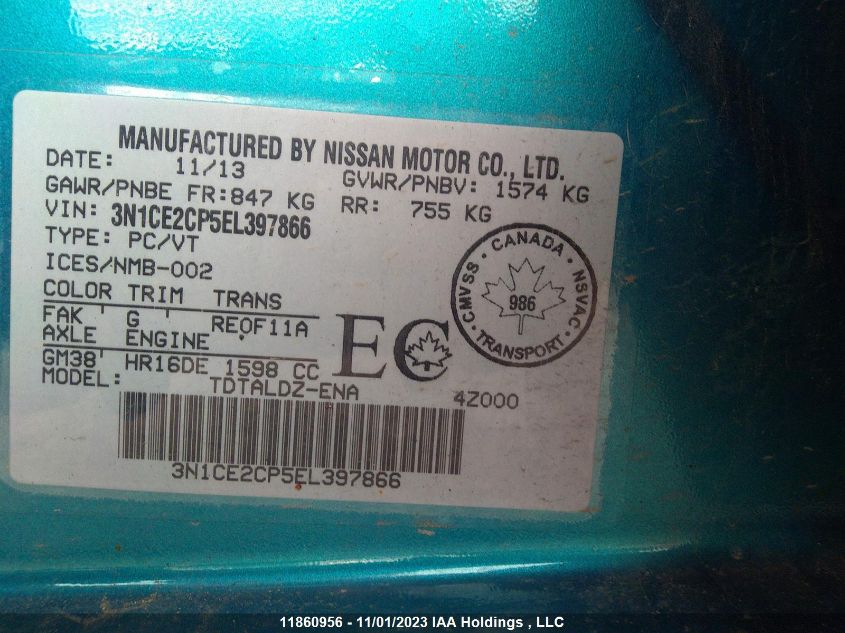 MANUFACTURED BY NISSAN MOTOR CO., LTD.
DATE: 11/13 GVWR/PNBV: 1574 KG
GAWR/PNBE FR:847 KG RR: 755 KG
VIN: 3N1CE2CP5EL397866
TYPE: PC/VT
ICES/NMB-002
COLOR TRIM TRANS
FAK G REOF11A
AXLE ENGINE
GM38 HR16DE 1598 CC
MODEL: TDTALDZ-ENA 4Z000
EC
CANADA
CMVSS NSVAC
986
TRANSPORT
3N1CE2CP5EL397866
11860956 - 11/01/2023 IAA Holdings , LLC